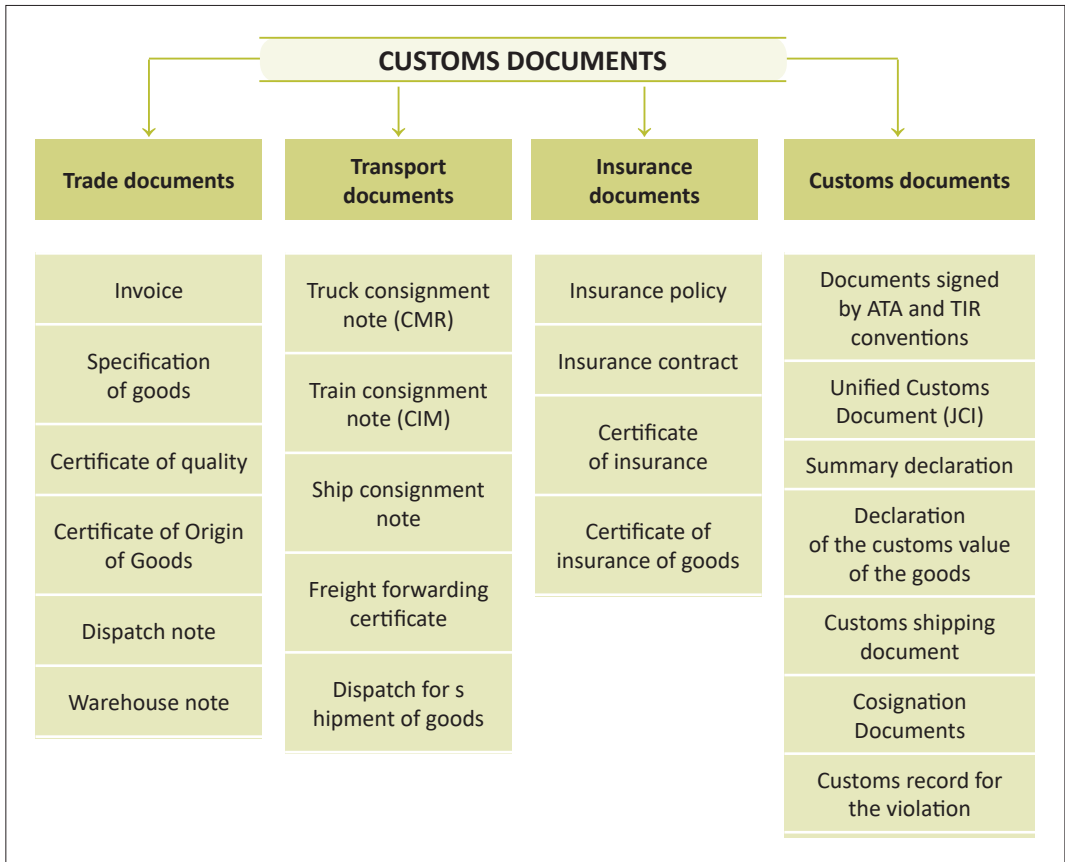 CUSTOMS DOCUMENTS
Trade documents
Invoice
Specification
of goods
Certificate of quality
Certificate of Origin
of Goods
Dispatch note
Warehouse note
Transport
documents
Truck consignment
note (CMR)
Train consignment
note (CIM)
Ship consignment
note
Freight forwarding
certificate
Dispatch for s
hipment of goods
Insurance
documents
Insurance policy
Insurance contract
Certificate
of insurance
Certificate of
insurance of goods
Customs documents
Documents signed
by ATA and TIR
conventions
Unified Customs
Document (JCI)
Summary declaration
Declaration
of the customs value
of the goods
Customs shipping
document
Cosignation
Documents
Customs record for
the violation